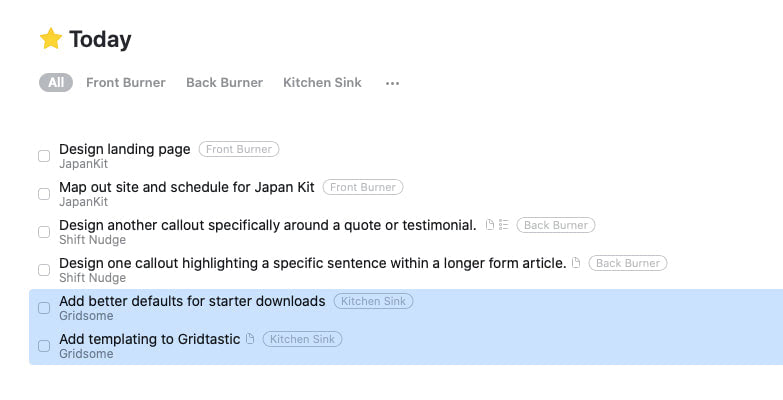 Today
All Front Burner Back Burner Kitchen Sink ...
Design landing page Front Burner
JapanKit
Map out site and schedule for Japan Kit Front Burner
JapanKit
Design another callout specifically around a quote or testimonial. Back Burner
Shift Nudge
Design one callout highlighting a specific sentence within a longer form article. Back Burner
Shift Nudge
Add better defaults for starter downloads Kitchen Sink
Gridsome
Add templating to Gridtastic Kitchen Sink
Gridsome